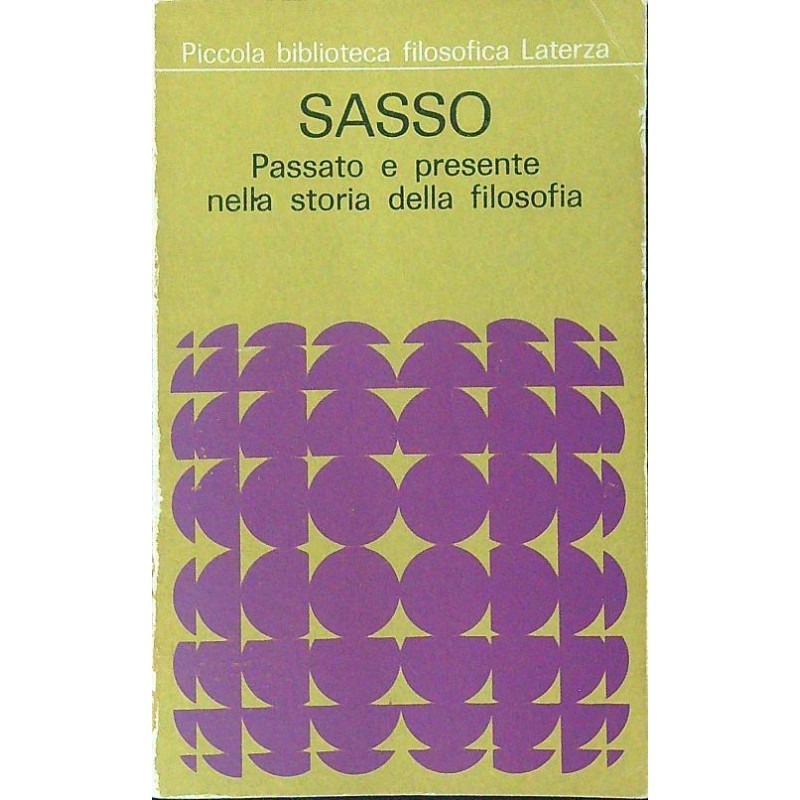 Piccola biblioteca filosofica Laterza
SASSO
Passato e presente
nella storia della filosofia